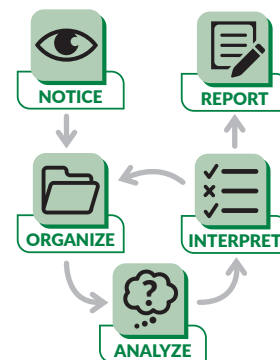 NOTICE
REPORT
ORGANIZE
INTERPRET
?
ANALYZE